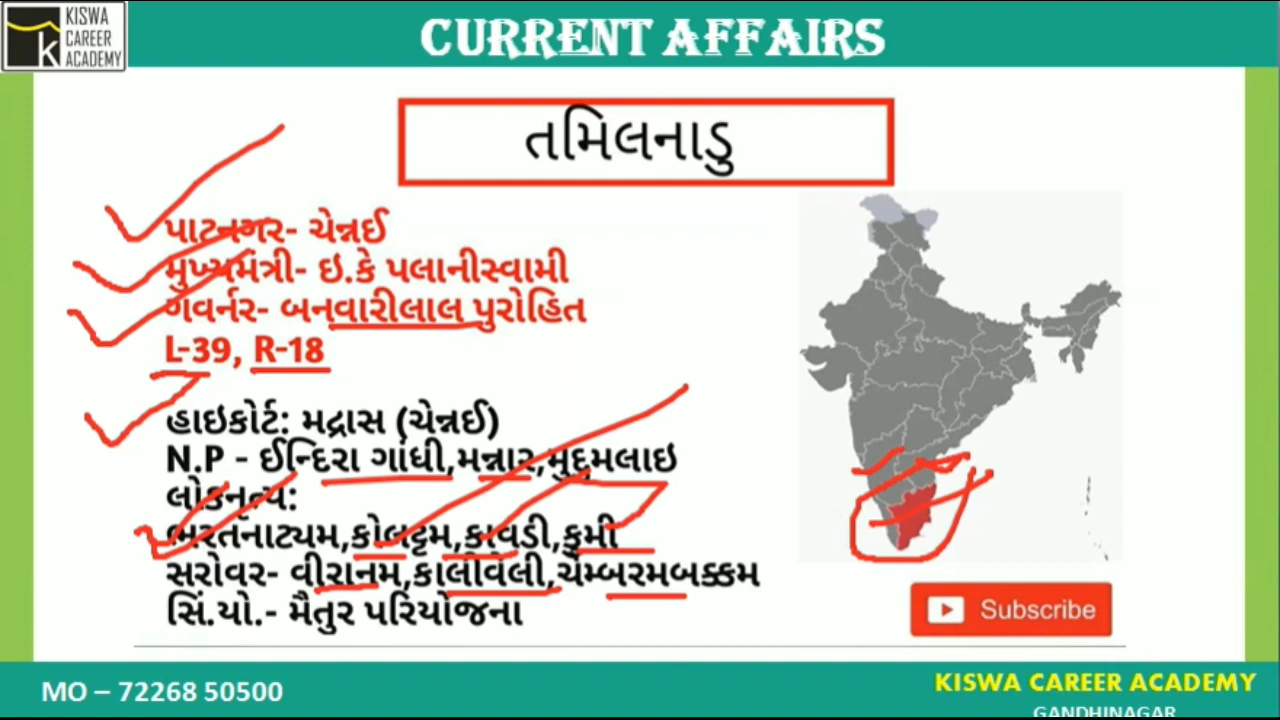 KISWA
CAREER
ACADEMY
CURRENT AFFAIRS
તમિલનાડુ
પાટનગર- ચેન્નઈ
મુખ્યમંત્રી- ઇ.કે પલાનીસ્વામી
ગવર્નર- બનવારીલાલ પુરોહિત
L-39, R-18
હાઇકોર્ટ: મદ્રાસ (ચેન્નઈ)
N.P - ઈન્દિરા ગાંધી,મન્નાર,મુદુમલાઇ
લોકનૃત્ય:
ભરતનાટ્યમ,કોલટ્ટમ,કાવડી,કુમી
સરોવર- વીરાનમ,કાલીવેલી,ચેમ્બરમબક્કમ
સિં.યો.- મૈતુર પરિયોજના
Subscribe
MO – 72268 50500
KISWA CAREER ACADEMY
GANDHINAGAR